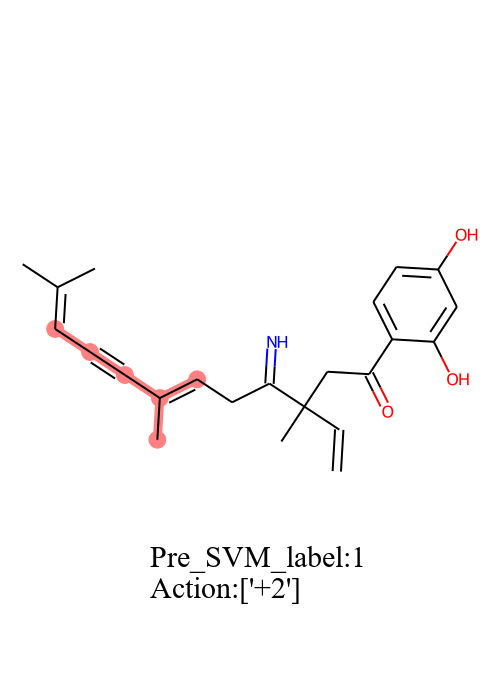 OH
NH
OH
O
Pre_SVM_label:1
Action:['+2']